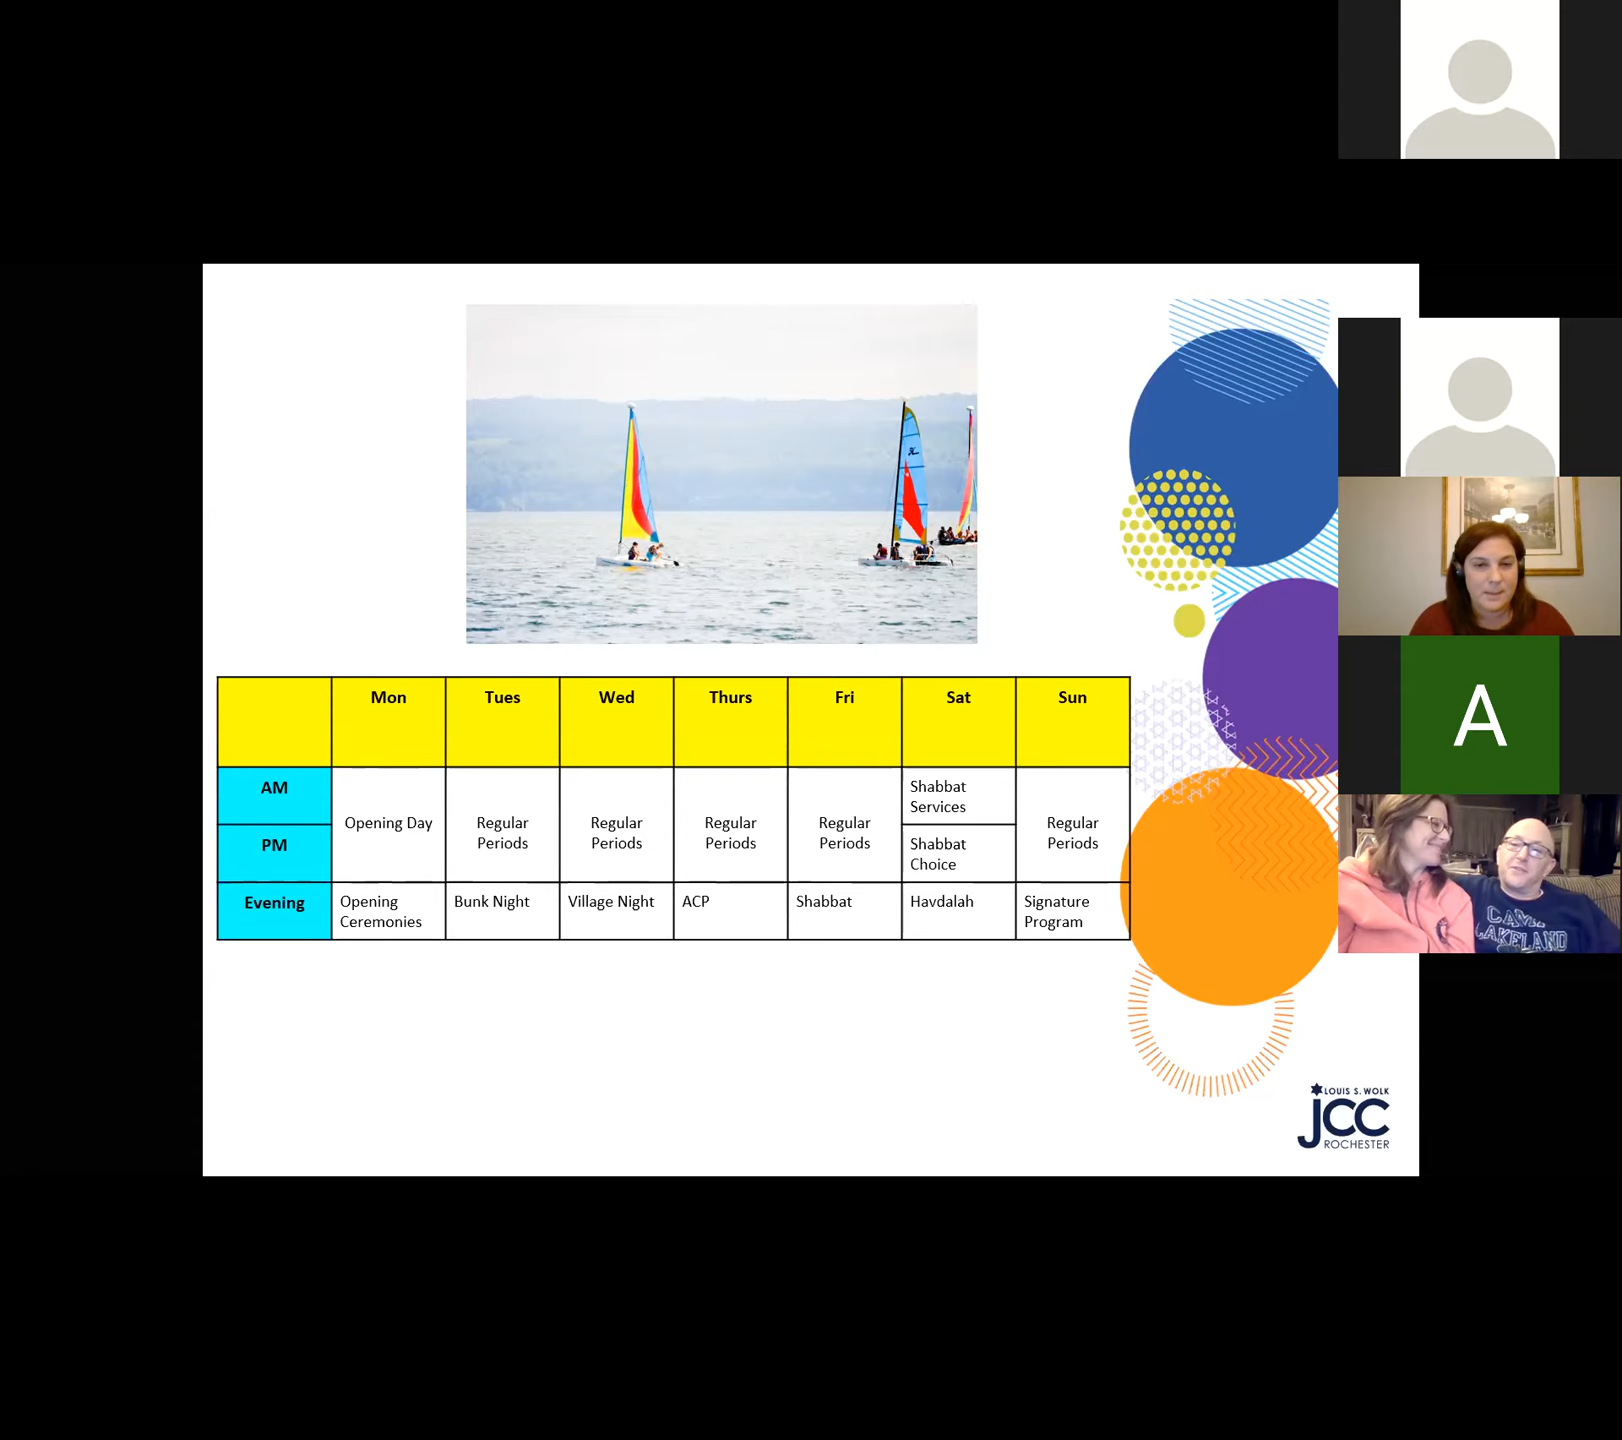 Mon Tues Wed Thurs Fri Sat Sun
AM
Opening Day
Regular
Periods
Regular
Periods
Regular
Periods
Regular
Periods
Shabbat
Services
Regular
Periods
PM
Shabbat
Choice
Evening
Opening
Ceremonies
Bunk Night
Village Night
ACP
Shabbat
Havdalah
Signature
Program
A
CAMP
LAKELAND
LOUIS S. WOLK
JCC
ROCHESTER